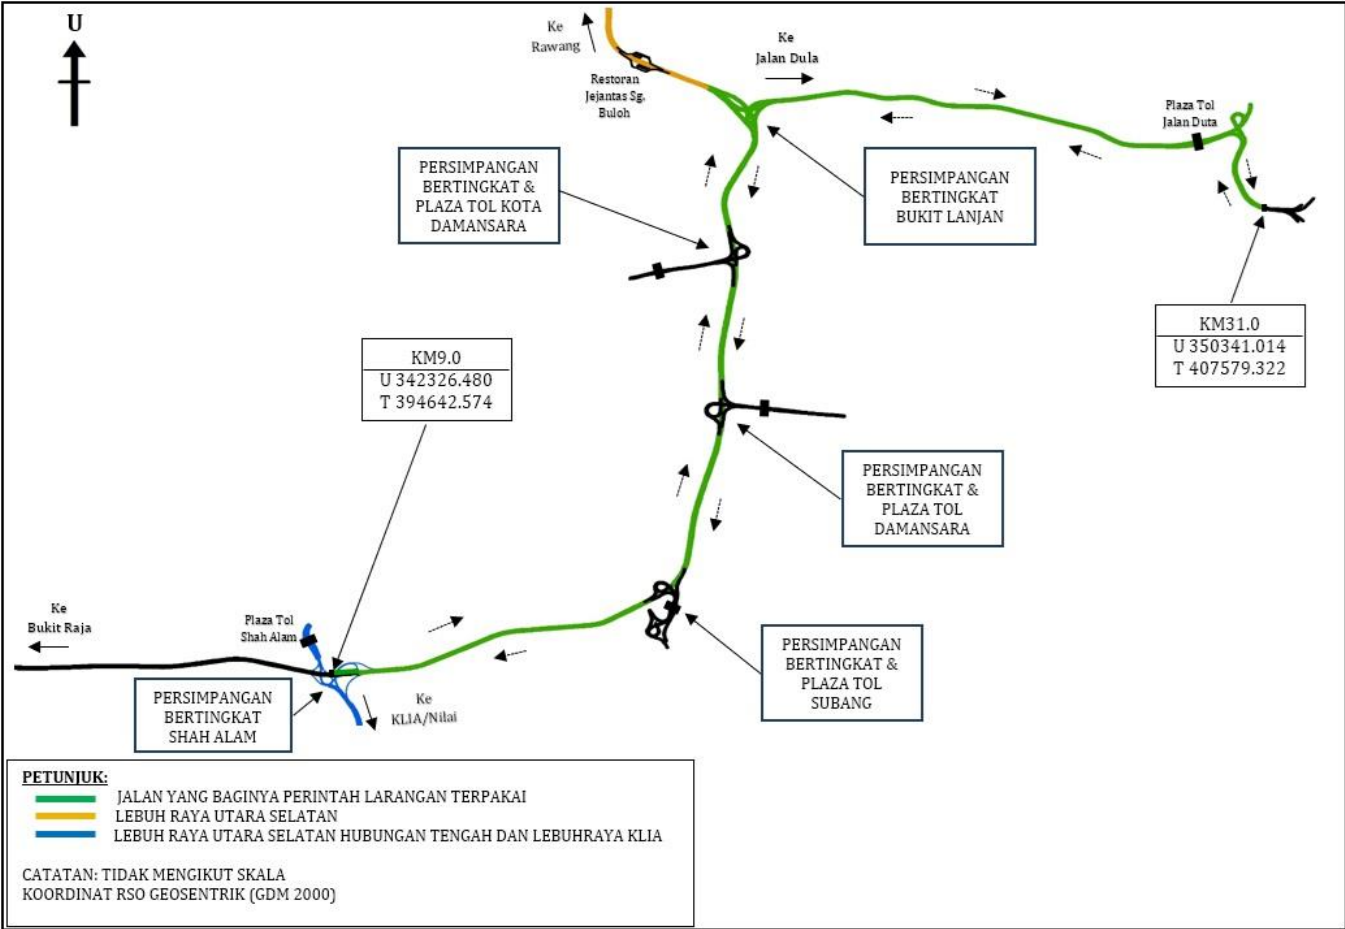 U
Ke
Rawang
Restoran
Jejantas Sg.
Buloh
Ke
Jalan Dula
Plaza Tol
Jalan Duta
PERSIMPANGAN
BERTINGKAT &
PLAZA TOL KOTA
DAMANSARA
PERSIMPANGAN
BERTINGKAT
BUKIT LANJAN
KM31.0
U 350341.014
T 407579.322
KM9.0
U 342326.480
T 394642.574
PERSIMPANGAN
BERTINGKAT &
PLAZA TOL
DAMANSARA
Ke
Bukit Raja
Plaza Tol
Shah Alam
PERSIMPANGAN
BERTINGKAT
SHAH ALAM
Ke
KLIA/Nilai
PERSIMPANGAN
BERTINGKAT &
PLAZA TOL
SUBANG
PETUNJUK:
JALAN YANG BAGINYA PERINTAH LARANGAN TERPAKAI
LEBUH RAYA UTARA SELATAN
LEBUH RAYA UTARA SELATAN HUBUNGAN TENGAH DAN LEBUHRAYA KLIA
CATATAN: TIDAK MENGIKUT SKALA
KOORDINAT RSO GEOSENTRIK (GDM 2000)